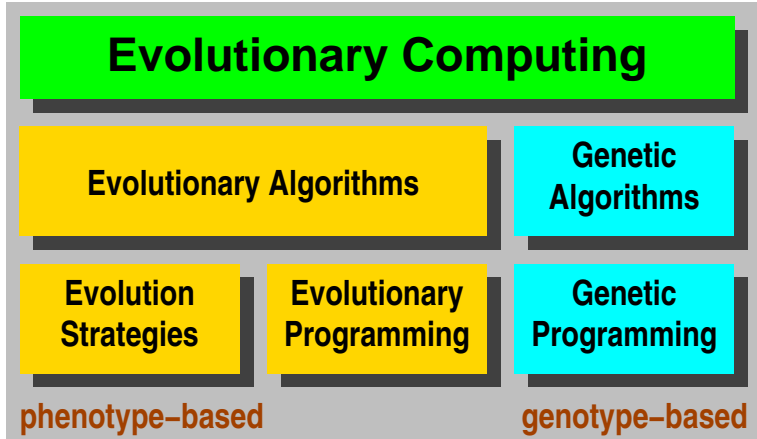 Evolutionary Computing
Evolutionary Algorithms
Genetic
Algorithms
Evolution
Strategies
Evolutionary
Programming
Genetic
Programming
phenotype−based
genotype−based